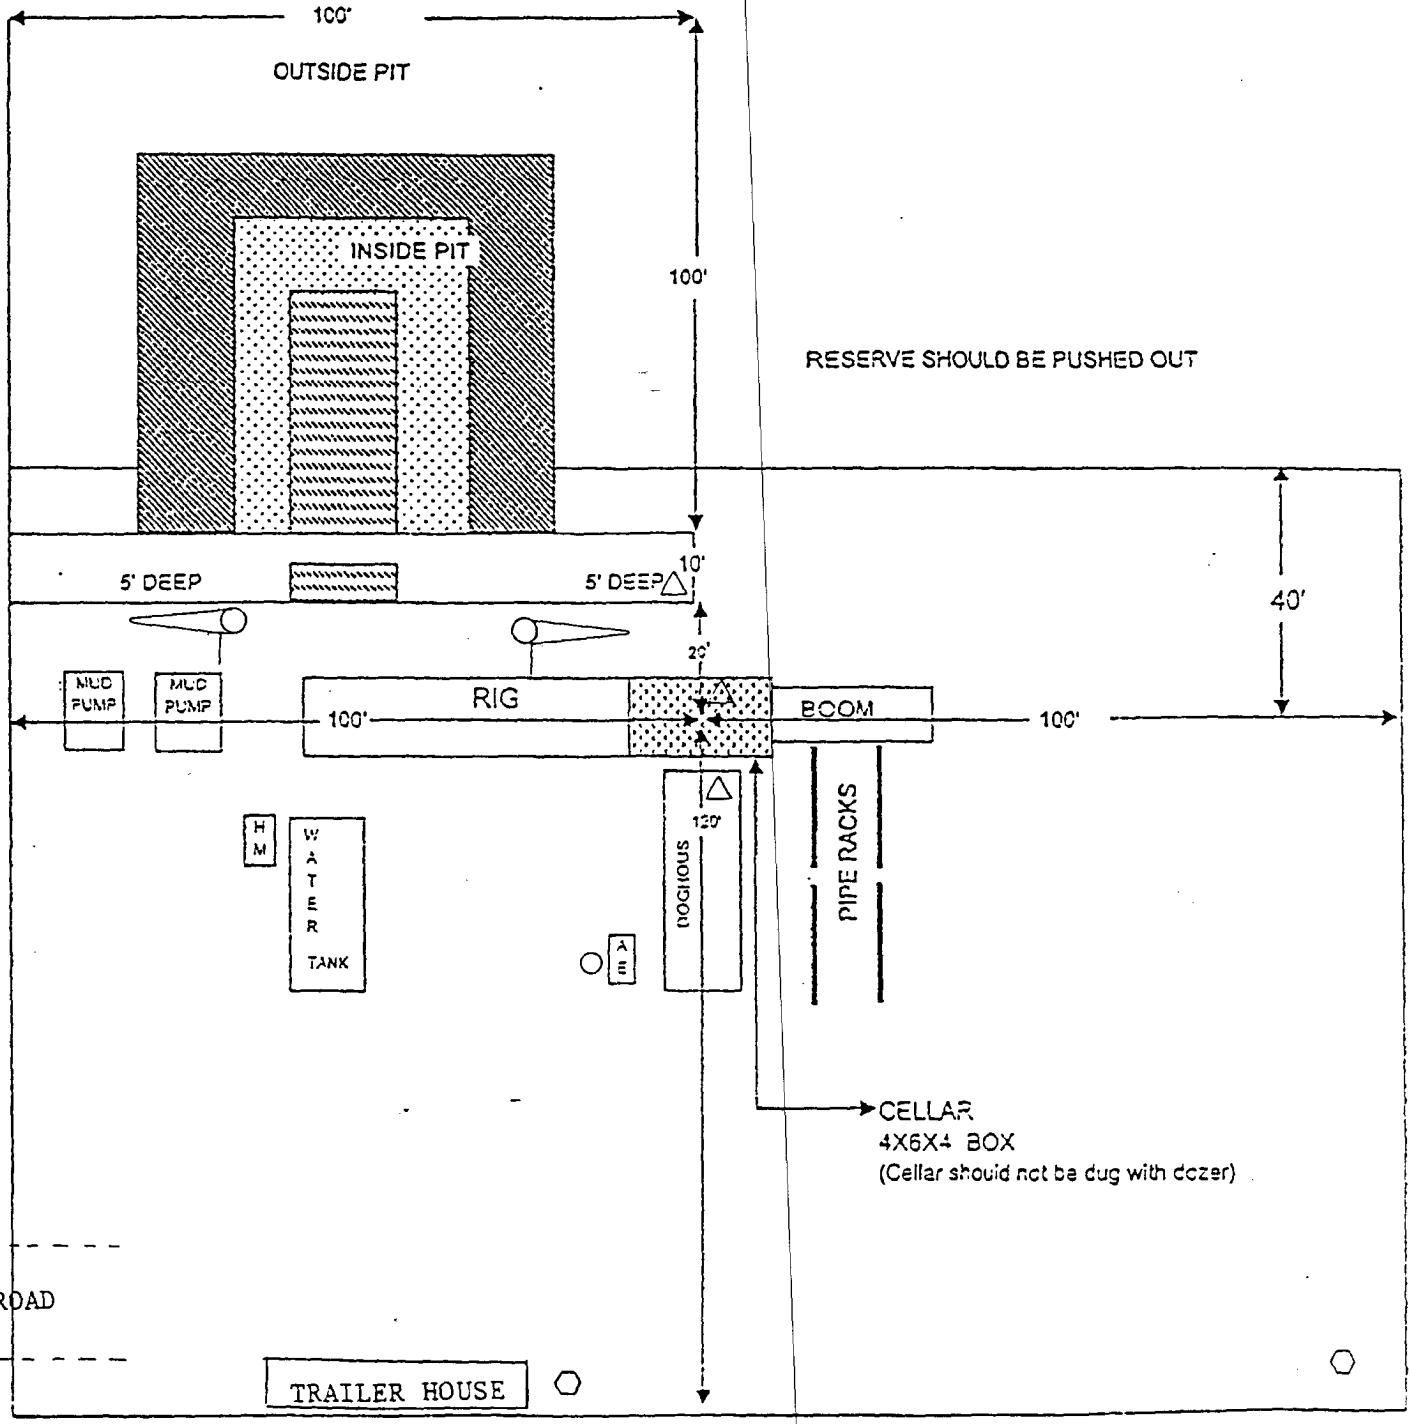 100'
OUTSIDE PIT
INSIDE PIT
100'
RESERVE SHOULD BE PUSHED OUT
10'
5' DEEP
5' DEEP
40'
20'
MUD
PUMP
MUD
PUMP
RIG
BOOM
100'
100'
H
M
W
A
T
E
R
TANK
DOGHOUS
120'
PIPE RACKS
A
E
CELLAR
4X6X4 BOX
(Cellar should not be dug with dozer)
ROAD
TRAILER HOUSE